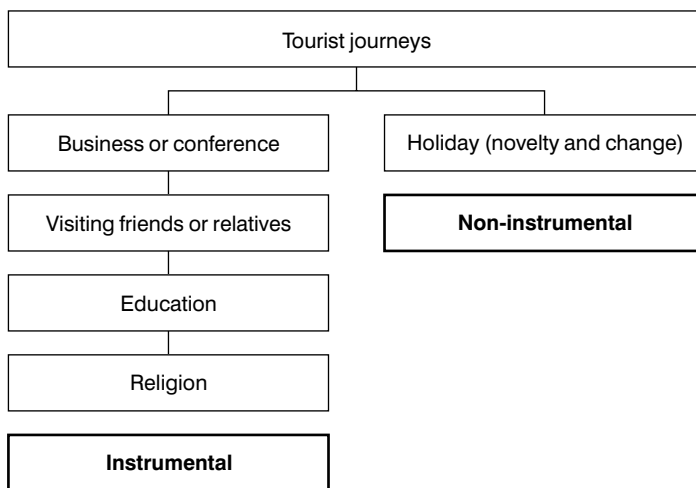 Tourist journeys
Business or conference
Holiday (novelty and change)
Visiting friends or relatives
Non-instrumental
Education
Religion
Instrumental